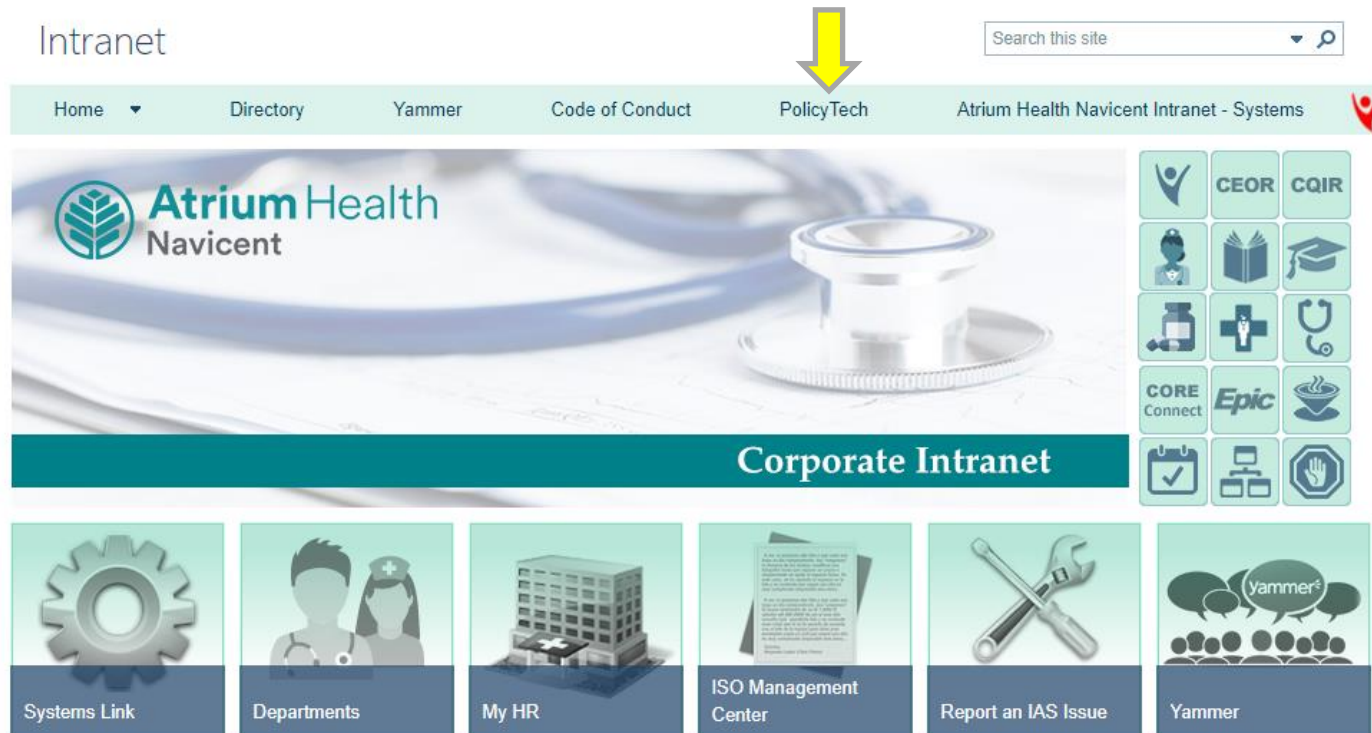 Intranet
Search this site
Home Directory Yammer Code of Conduct PolicyTech Atrium Health Navicent Intranet - Systems
Atrium Health
Navicent
CEOR CQIR
CORE
Connect
Epic
Corporate Intranet
yammer
Systems Link
Departments
My HR
ISO Management
Center
Report an IAS Issue
Yammer